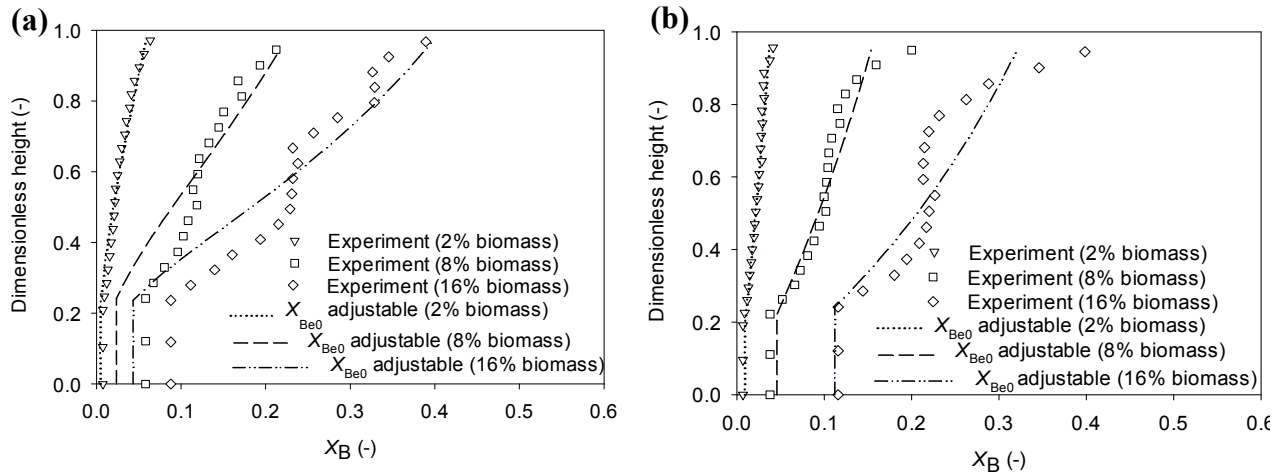 (a)
1.0
0.8
0.6
0.4
0.2
0.0
Dimensionless height (-)
Experiment (2% biomass)
Experiment (8% biomass)
Experiment (16% biomass)
XBe0 adjustable (2% biomass)
XBe0 adjustable (8% biomass)
XBe0 adjustable (16% biomass)
0.0 0.1 0.2 0.3 0.4 0.5 0.6
XB (-)
(b)
1.0
0.8
0.6
0.4
0.2
0.0
Dimensionless height (-)
Experiment (2% biomass)
Experiment (8% biomass)
Experiment (16% biomass)
XBe0 adjustable (2% biomass)
XBe0 adjustable (8% biomass)
XBe0 adjustable (16% biomass)
0.0 0.1 0.2 0.3 0.4 0.5 0.6
XB (-)